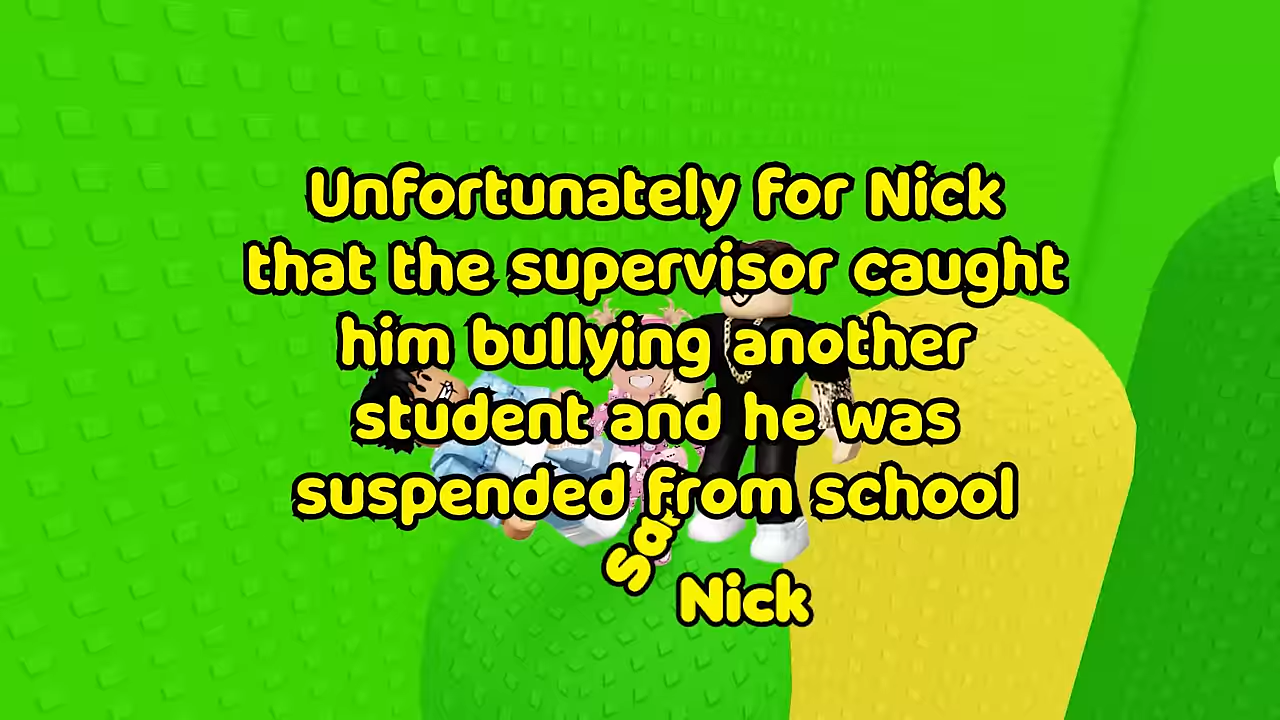 Unfortunately for Nick
that the supervisor caught
him bullying another
student and he was
suspended from school
Nick